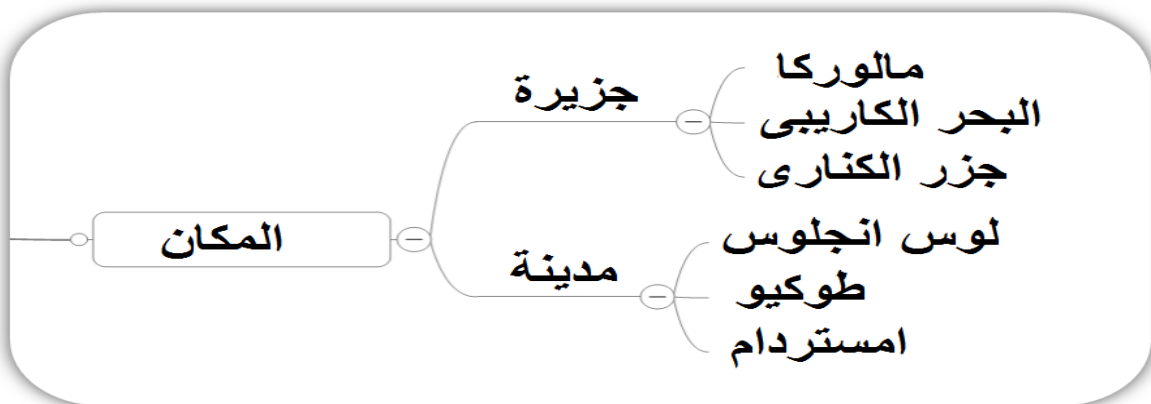 المكان
جزيرة
مالوركا
البحر الكاريبى
جزر الكنارى
مدينة
لوس انجلوس
طوكيو
امستردام